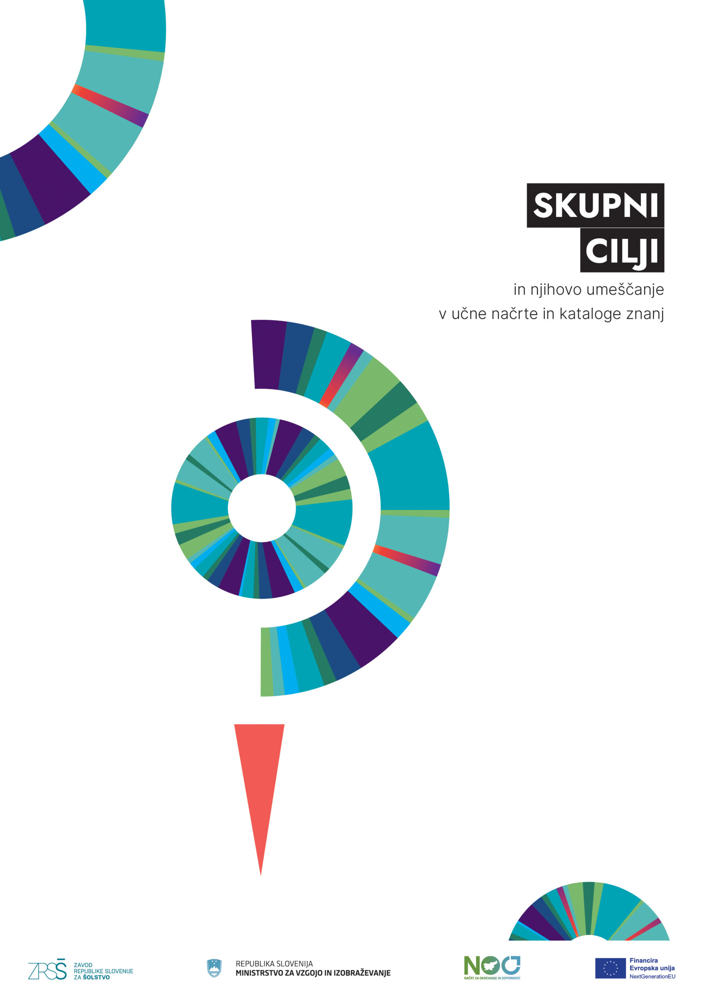 SKUPNI
CILJI
in njihovo umeščanje
v učne načrte in kataloge znanj
ZRSŠ
ZAVOD
REPUBLIKE SLOVENIJE
ZA ŠOLSTVO
REPUBLIKA SLOVENIJA
MINISTRSTVO ZA VZGOJO IN IZOBRAŽEVANJE
NOO
NAČRT ZA OKREVANJE IN ODPORNOST
Financira
Evropska unija
NextGenerationEU